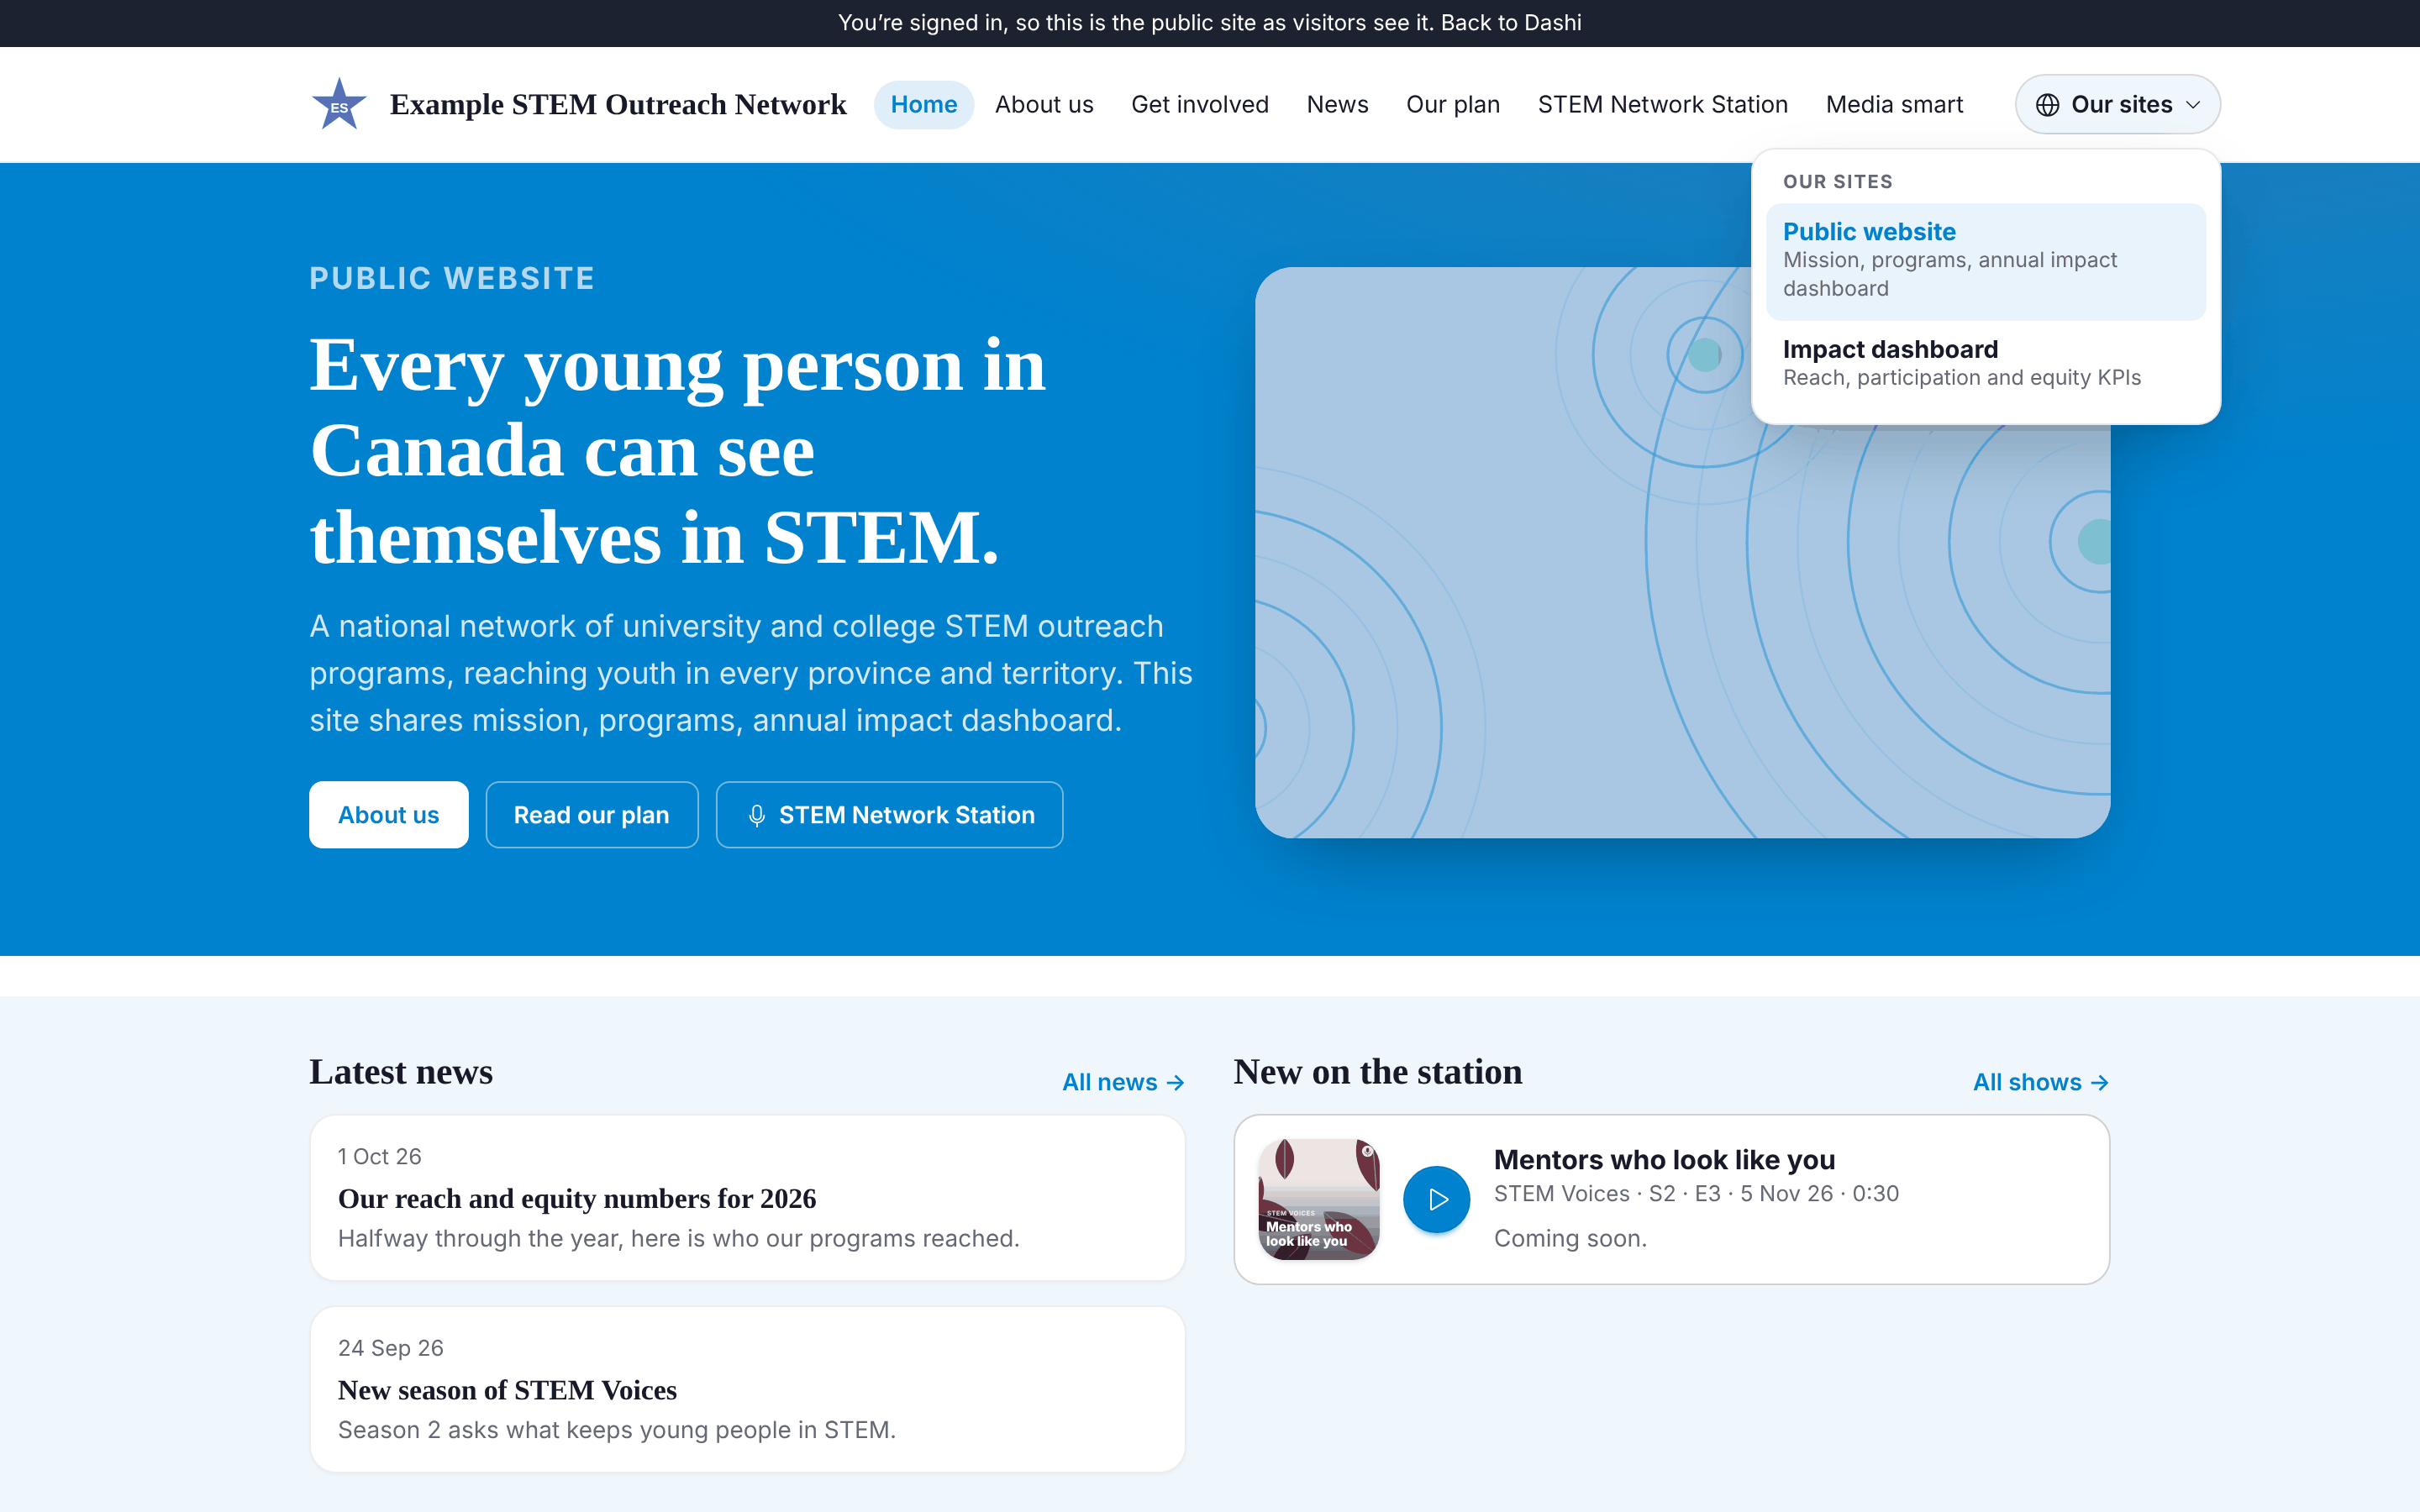 You’re signed in, so this is the public site as visitors see it. Back to Dashi
ES
Example STEM Outreach Network
Home
About us
Get involved
News
Our plan
STEM Network Station
Media smart
Our sites
OUR SITES
Public website
Mission, programs, annual impact
dashboard
Impact dashboard
Reach, participation and equity KPIs
PUBLIC WEBSITE
Every young person in
Canada can see
themselves in STEM.
A national network of university and college STEM outreach
programs, reaching youth in every province and territory. This
site shares mission, programs, annual impact dashboard.
About us
Read our plan
STEM Network Station
Latest news
All news →
1 Oct 26
Our reach and equity numbers for 2026
Halfway through the year, here is who our programs reached.
24 Sep 26
New season of STEM Voices
Season 2 asks what keeps young people in STEM.
New on the station
All shows →
STEM VOICES
Mentors who
look like you
Mentors who look like you
STEM Voices · S2 · E3 · 5 Nov 26 · 0:30
Coming soon.